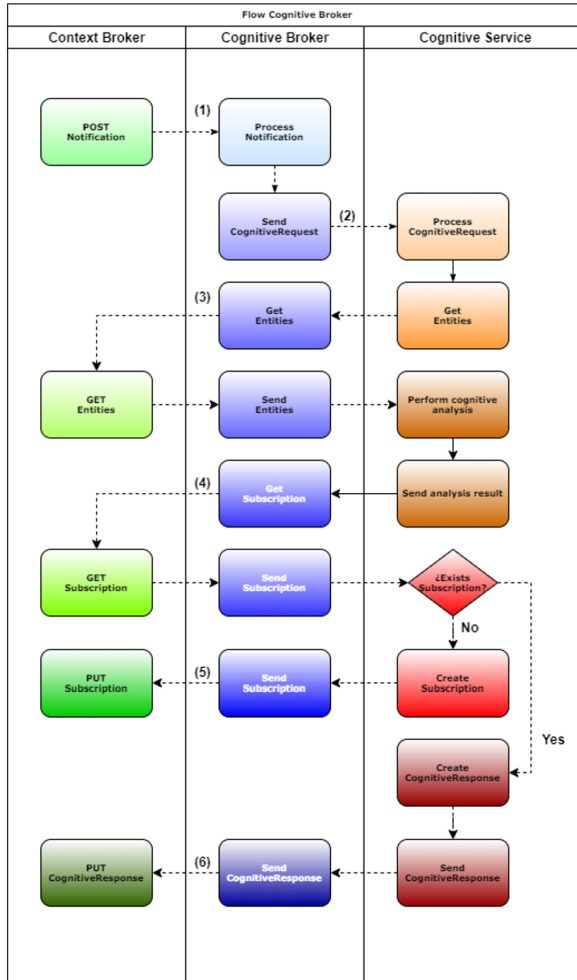 Flow Cognitive Broker
Context Broker
Cognitive Broker
Cognitive Service
POST
Notification
(1)
Process
Notification
Send
CognitiveRequest
(2)
Process
CognitiveRequest
(3)
Get
Entities
Get
Entities
GET
Entities
Send
Entities
Perform cognitive
analysis
(4)
Get
Subscription
Send analysis result
GET
Subscription
Send
Subscription
¿Exists
Subscription?
No
PUT
Subscription
(5)
Send
Subscription
Create
Subscription
Yes
Create
CognitiveResponse
PUT
CognitiveResponse
(6)
Send
CognitiveResponse
Send
CognitiveResponse